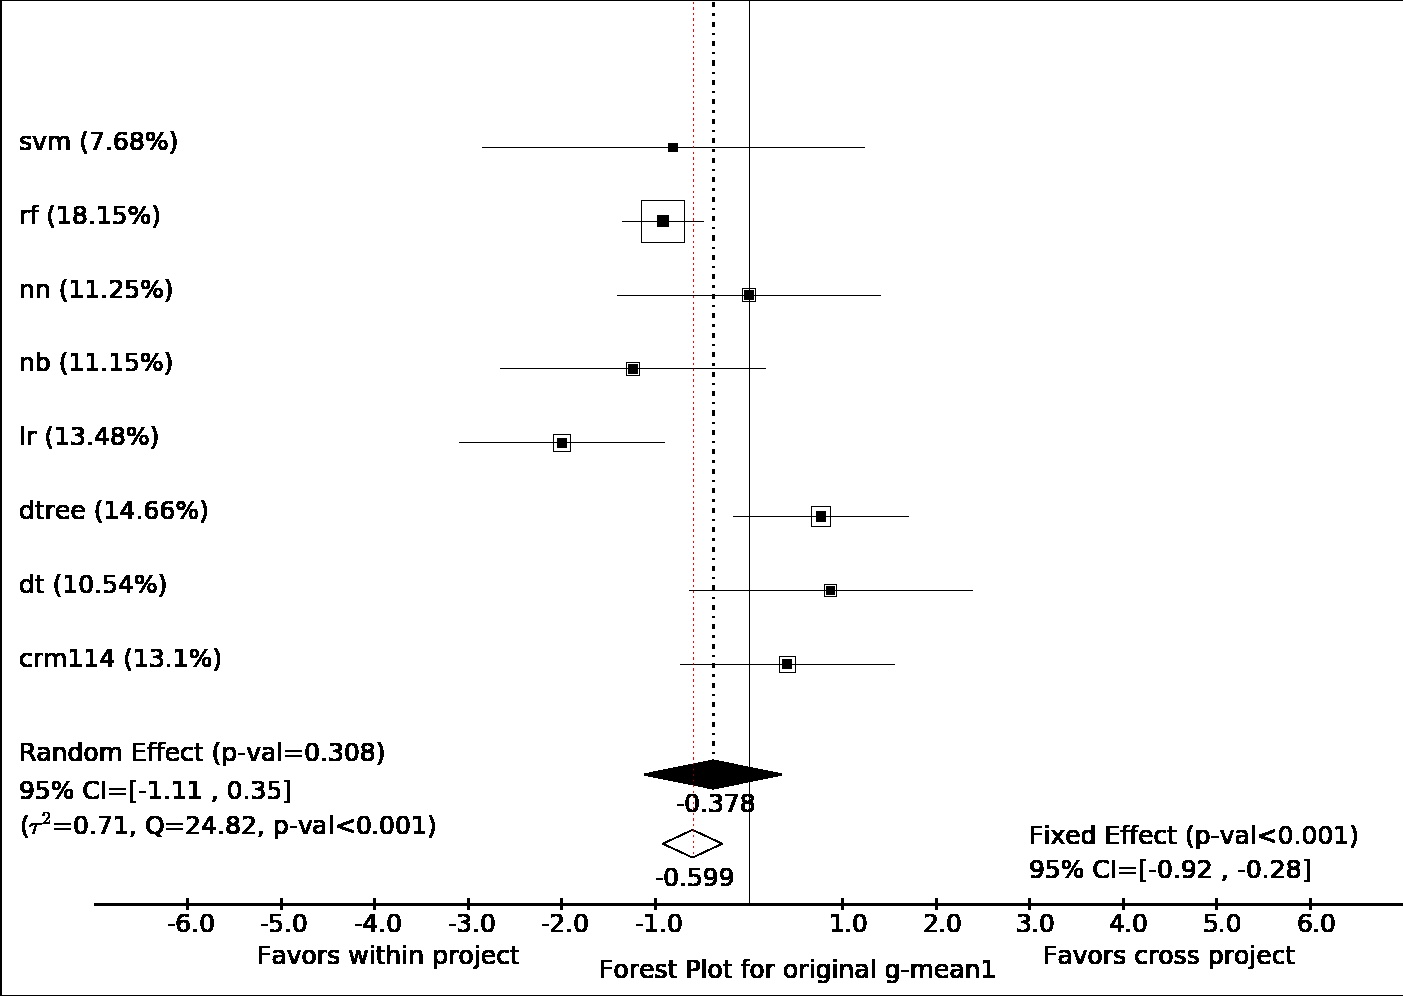 svm (7.68%)
rf (18.15%)
nn (11.25%)
nb (11.15%)
lr (13.48%)
dtree (14.66%)
dt (10.54%)
crm114 (13.1%)
Random Effect (p-val=0.308)
95% CI=[-1.11 , 0.35]
(τ²=0.71, Q=24.82, p-val<0.001)
-0.378
-0.599
Fixed Effect (p-val<0.001)
95% CI=[-0.92 , -0.28]
-6.0 -5.0 -4.0 -3.0 -2.0 -1.0 1.0 2.0 3.0 4.0 5.0 6.0
Favors within project
Favors cross project
Forest Plot for original g-mean1